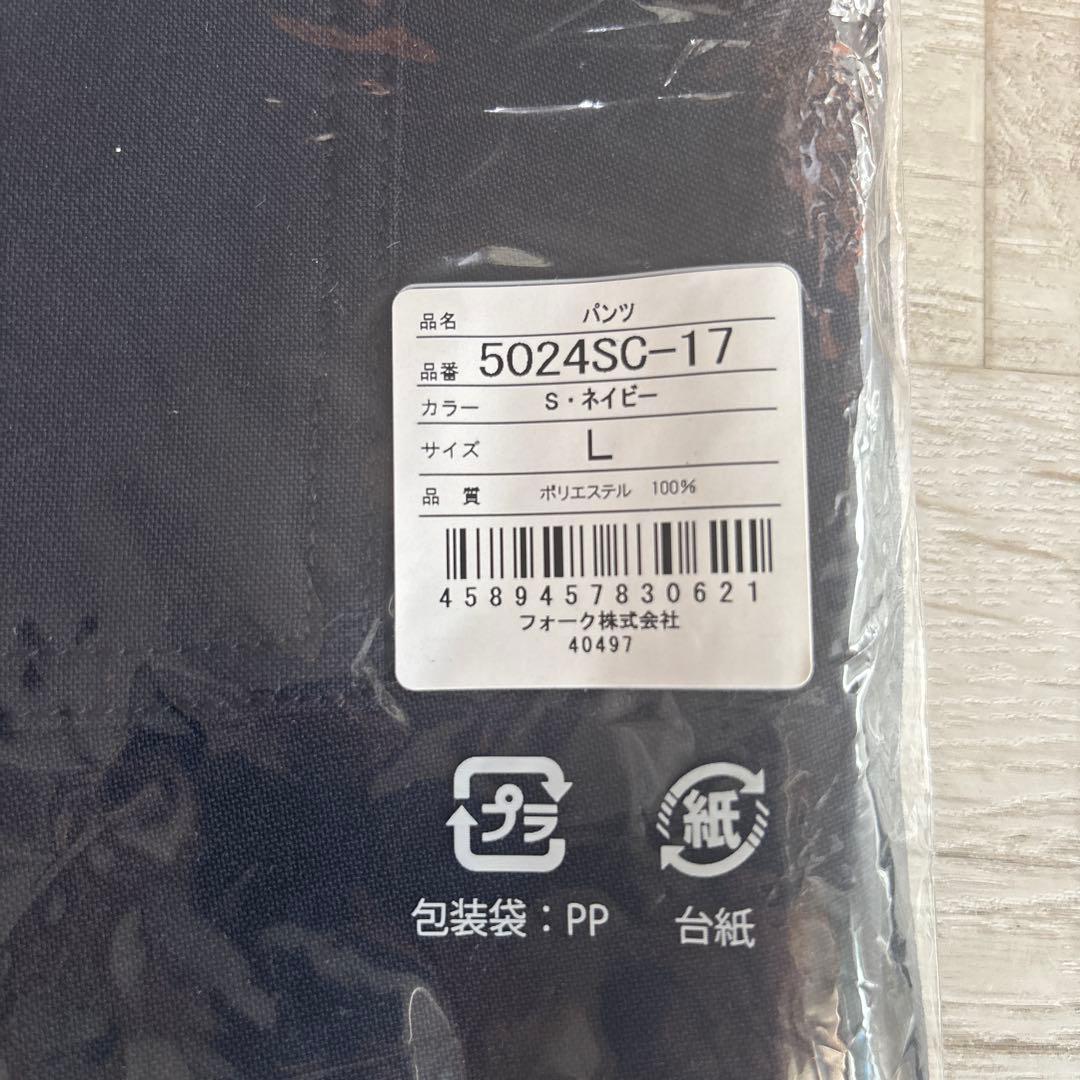 品名 パンツ
品番 5024SC-17
カラー S・ネイビー
サイズ L
品質 ポリエステル 100%
4589457830621
フォーク株式会社
40497
プラ 紙
包装袋：PP 台紙